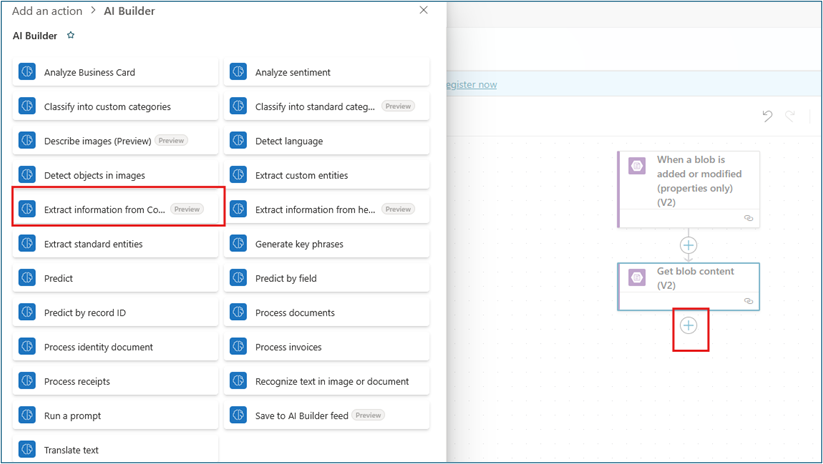 Add an action > AI Builder
AI Builder
Analyze Business Card
Analyze sentiment
Classify into custom categories
Classify into standard categ... Preview
Describe images (Preview) Preview
Detect language
Detect objects in images
Extract custom entities
Extract information from Co... Preview
Extract information from he... Preview
Extract standard entities
Generate key phrases
Predict
Predict by field
Predict by record ID
Process documents
Process identity document
Process invoices
Process receipts
Recognize text in image or document
Run a prompt
Save to AI Builder feed Preview
Translate text
egister now
When a blob is
added or modified
(properties only)
(V2)
Get blob content
(V2)